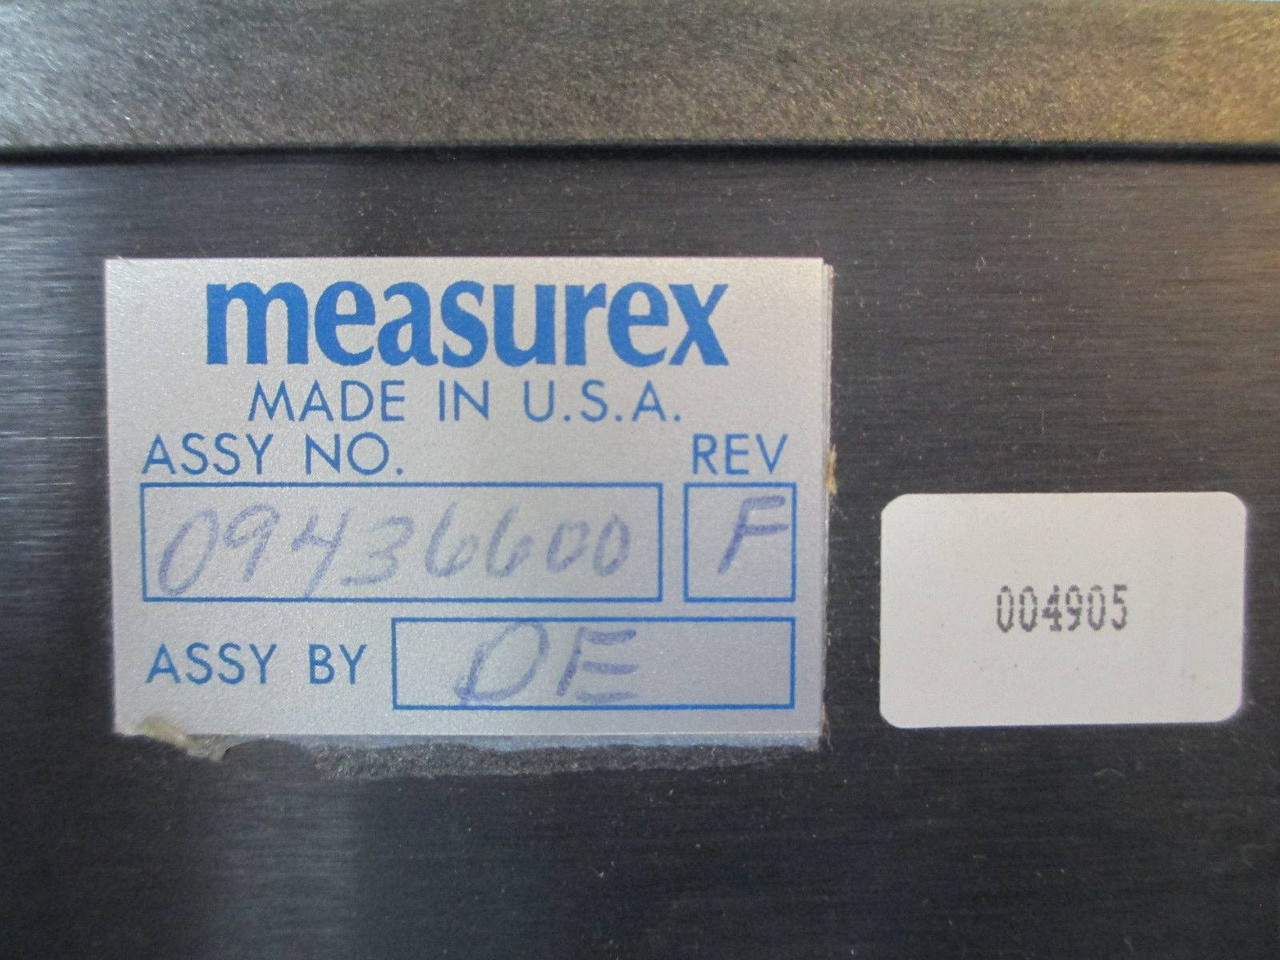 measurex
MADE IN U.S.A.
ASSY NO. REV
09436600 F
ASSY BY DE
004905